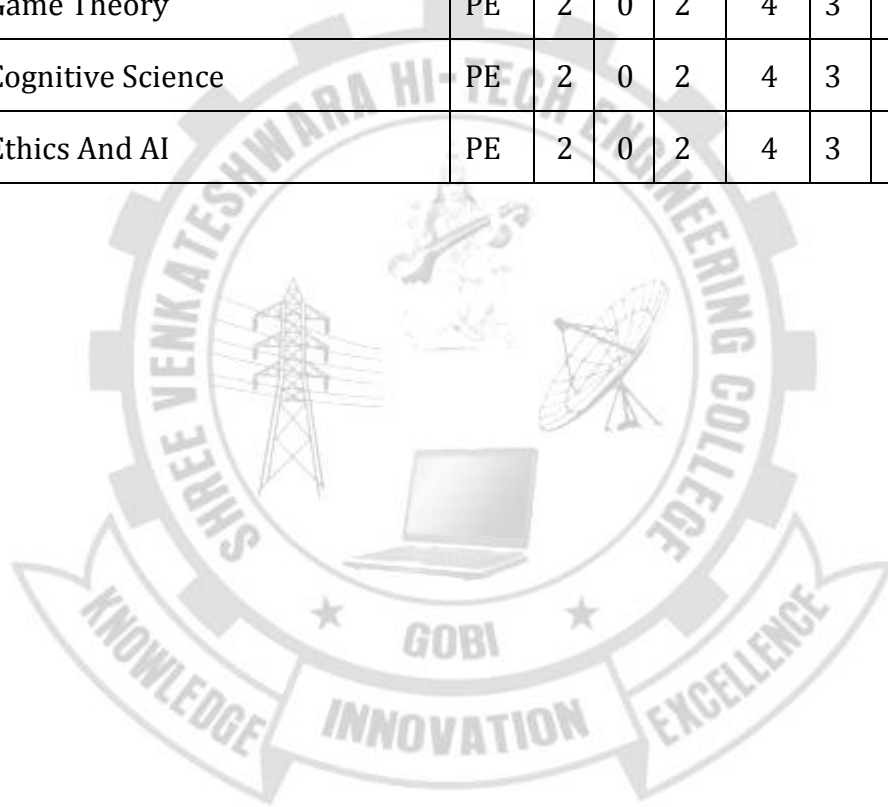 Game Theory PE 2 0 2 4 3
Cognitive Science PE 2 0 2 4 3
Ethics And AI PE 2 0 2 4 3
SHREE VENKATESHWARA HI-TECH ENGINEERING COLLEGE
GOBI
KNOWLEDGE INNOVATION EXCELLENCE